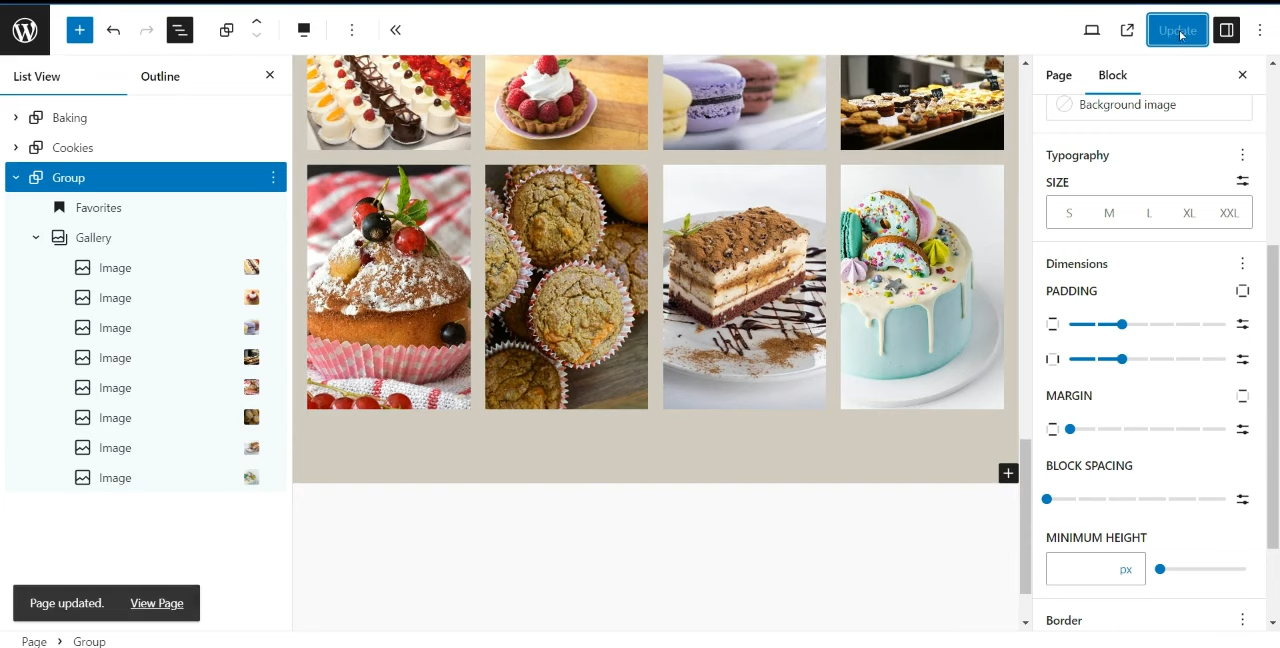 Update
List View
Outline
Page
Block
Baking
Background image
Cookies
Typography
Group
SIZE
Favorites
S M L XL XXL
Gallery
Dimensions
Image
PADDING
Image
Image
Image
Image
MARGIN
Image
Image
BLOCK SPACING
Image
MINIMUM HEIGHT
px
Page updated. View Page
Border
Page > Group